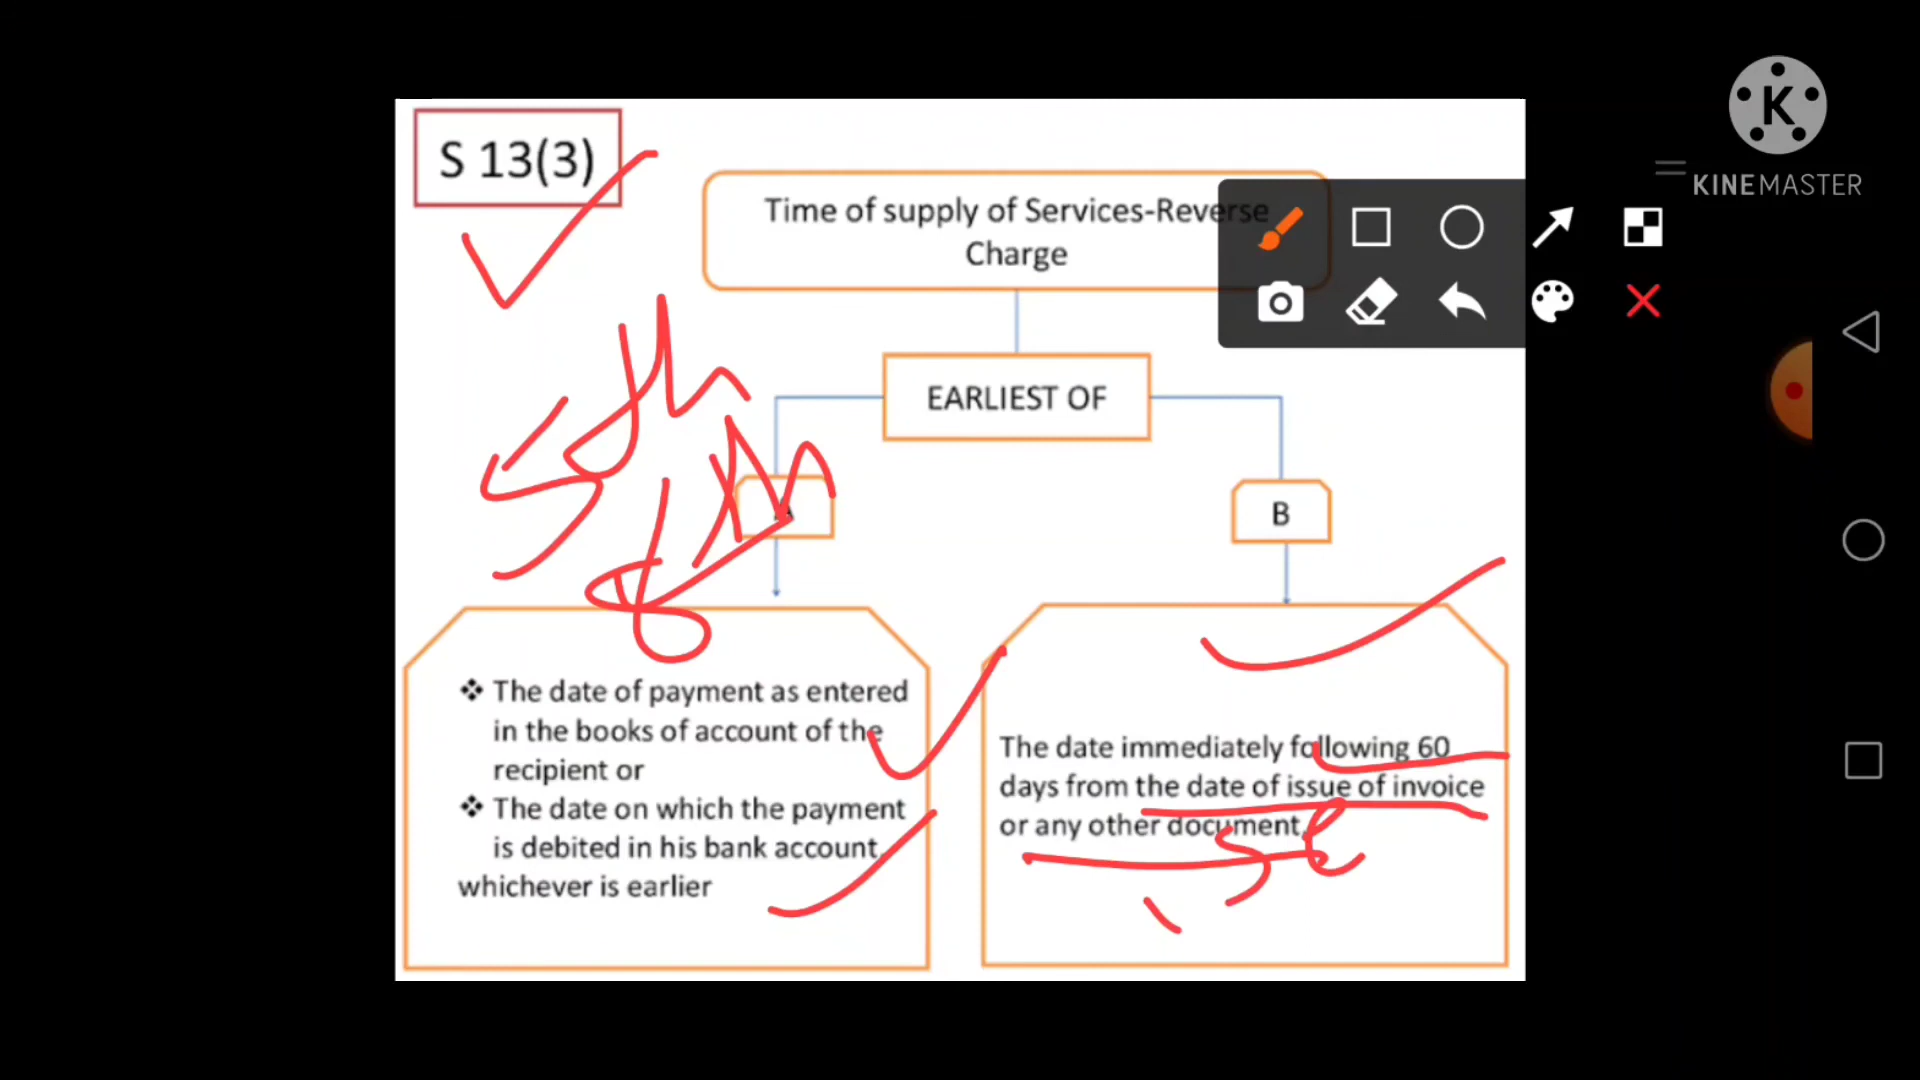 S 13(3)
Time of supply of Services-Reverse
Charge
EARLIEST OF
B
❖ The date of payment as entered
in the books of account of the
recipient or
❖ The date on which the payment
is debited in his bank account,
whichever is earlier
The date immediately following 60
days from the date of issue of invoice
or any other document,
K
KINEMASTER